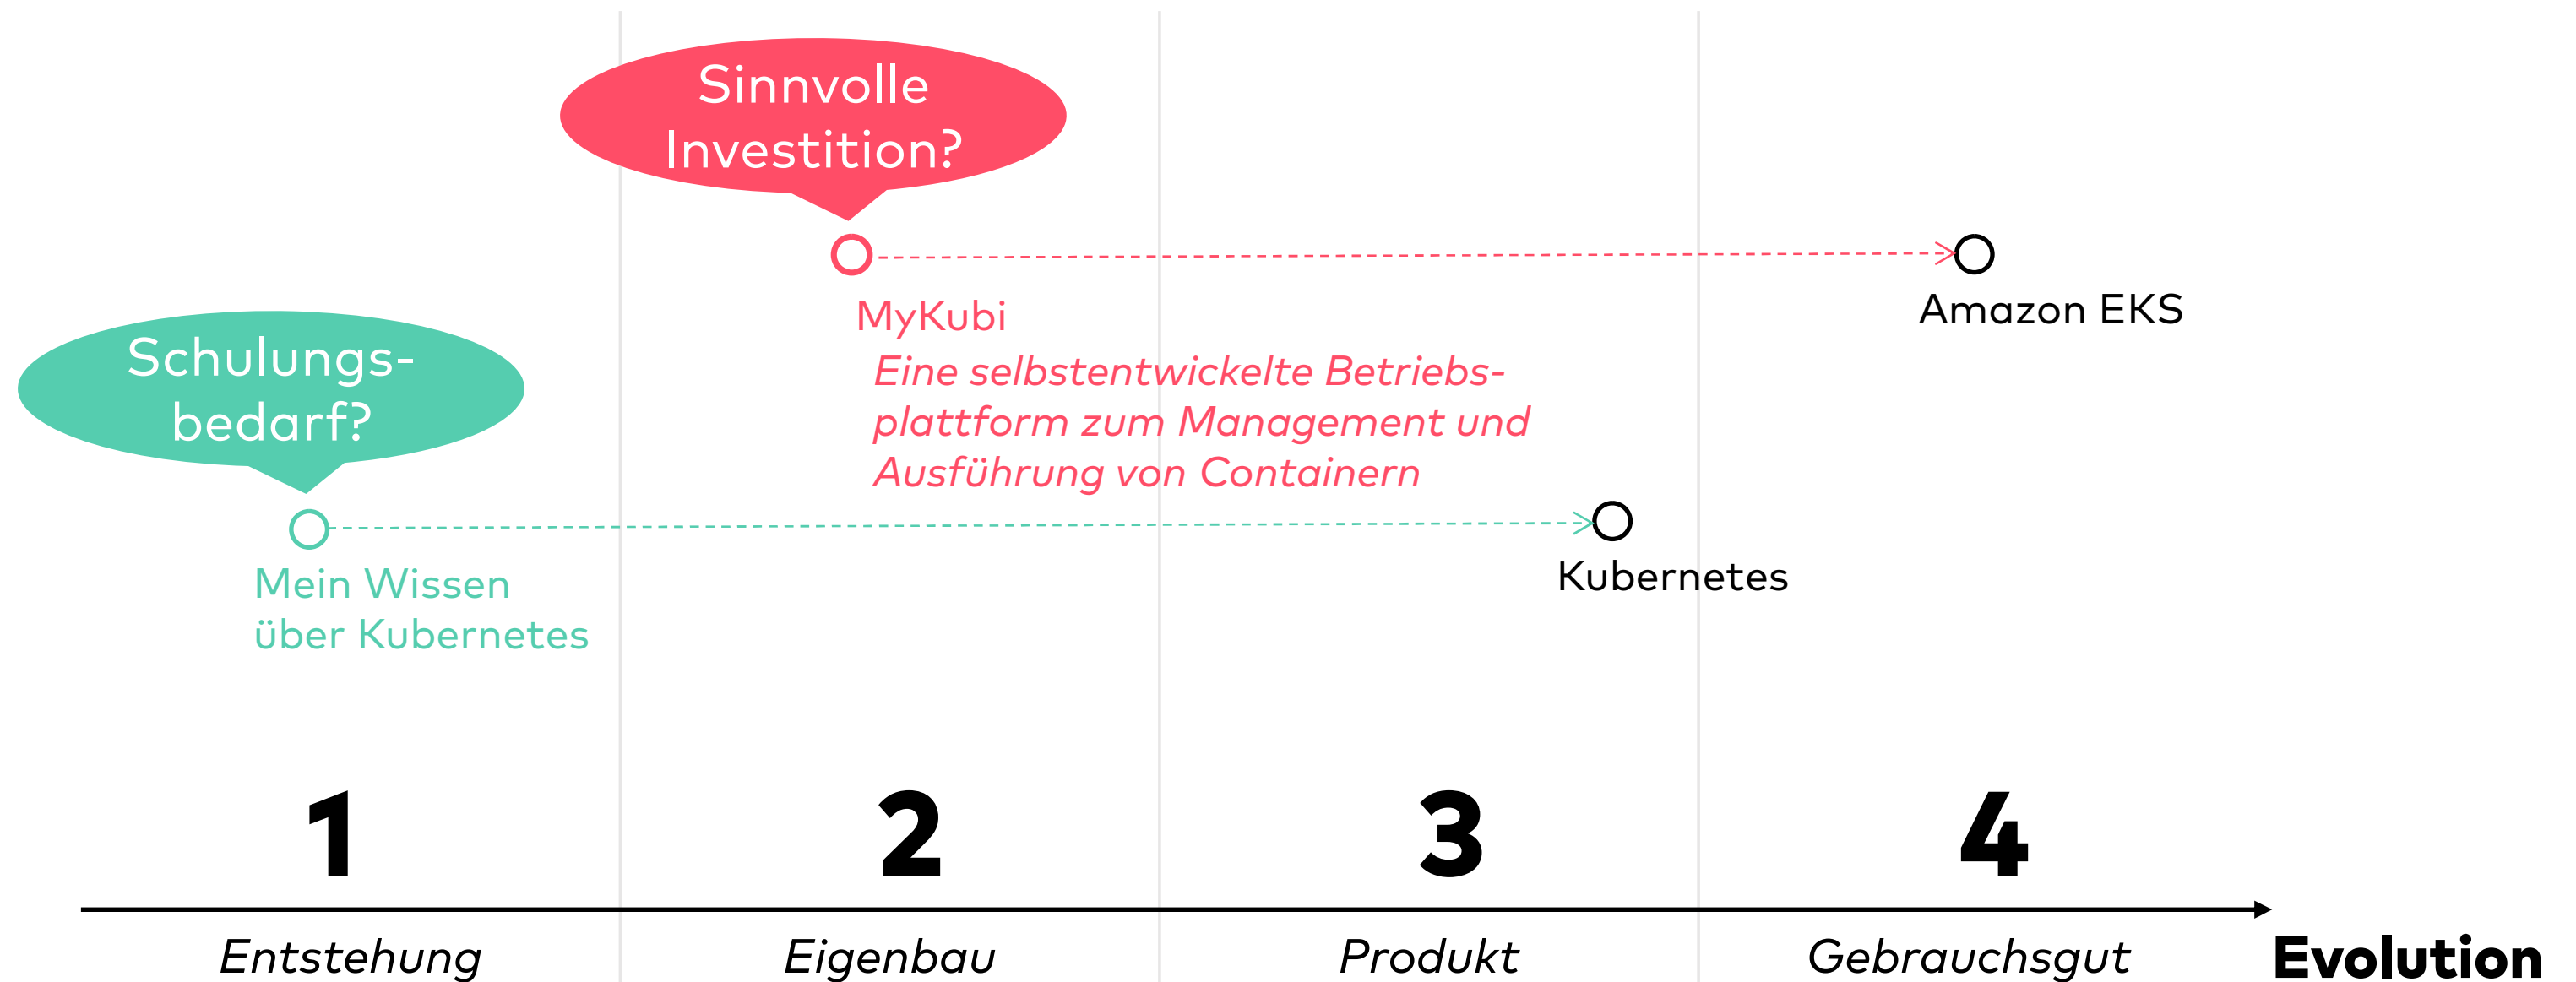 Sinnvolle
Investition?
MyKubi
Eine selbstentwickelte Betriebs-
plattform zum Management und
Ausführung von Containern
Amazon EKS
Schulungs-
bedarf?
Mein Wissen
über Kubernetes
Kubernetes
1
2
3
4
Entstehung
Eigenbau
Produkt
Gebrauchsgut
Evolution